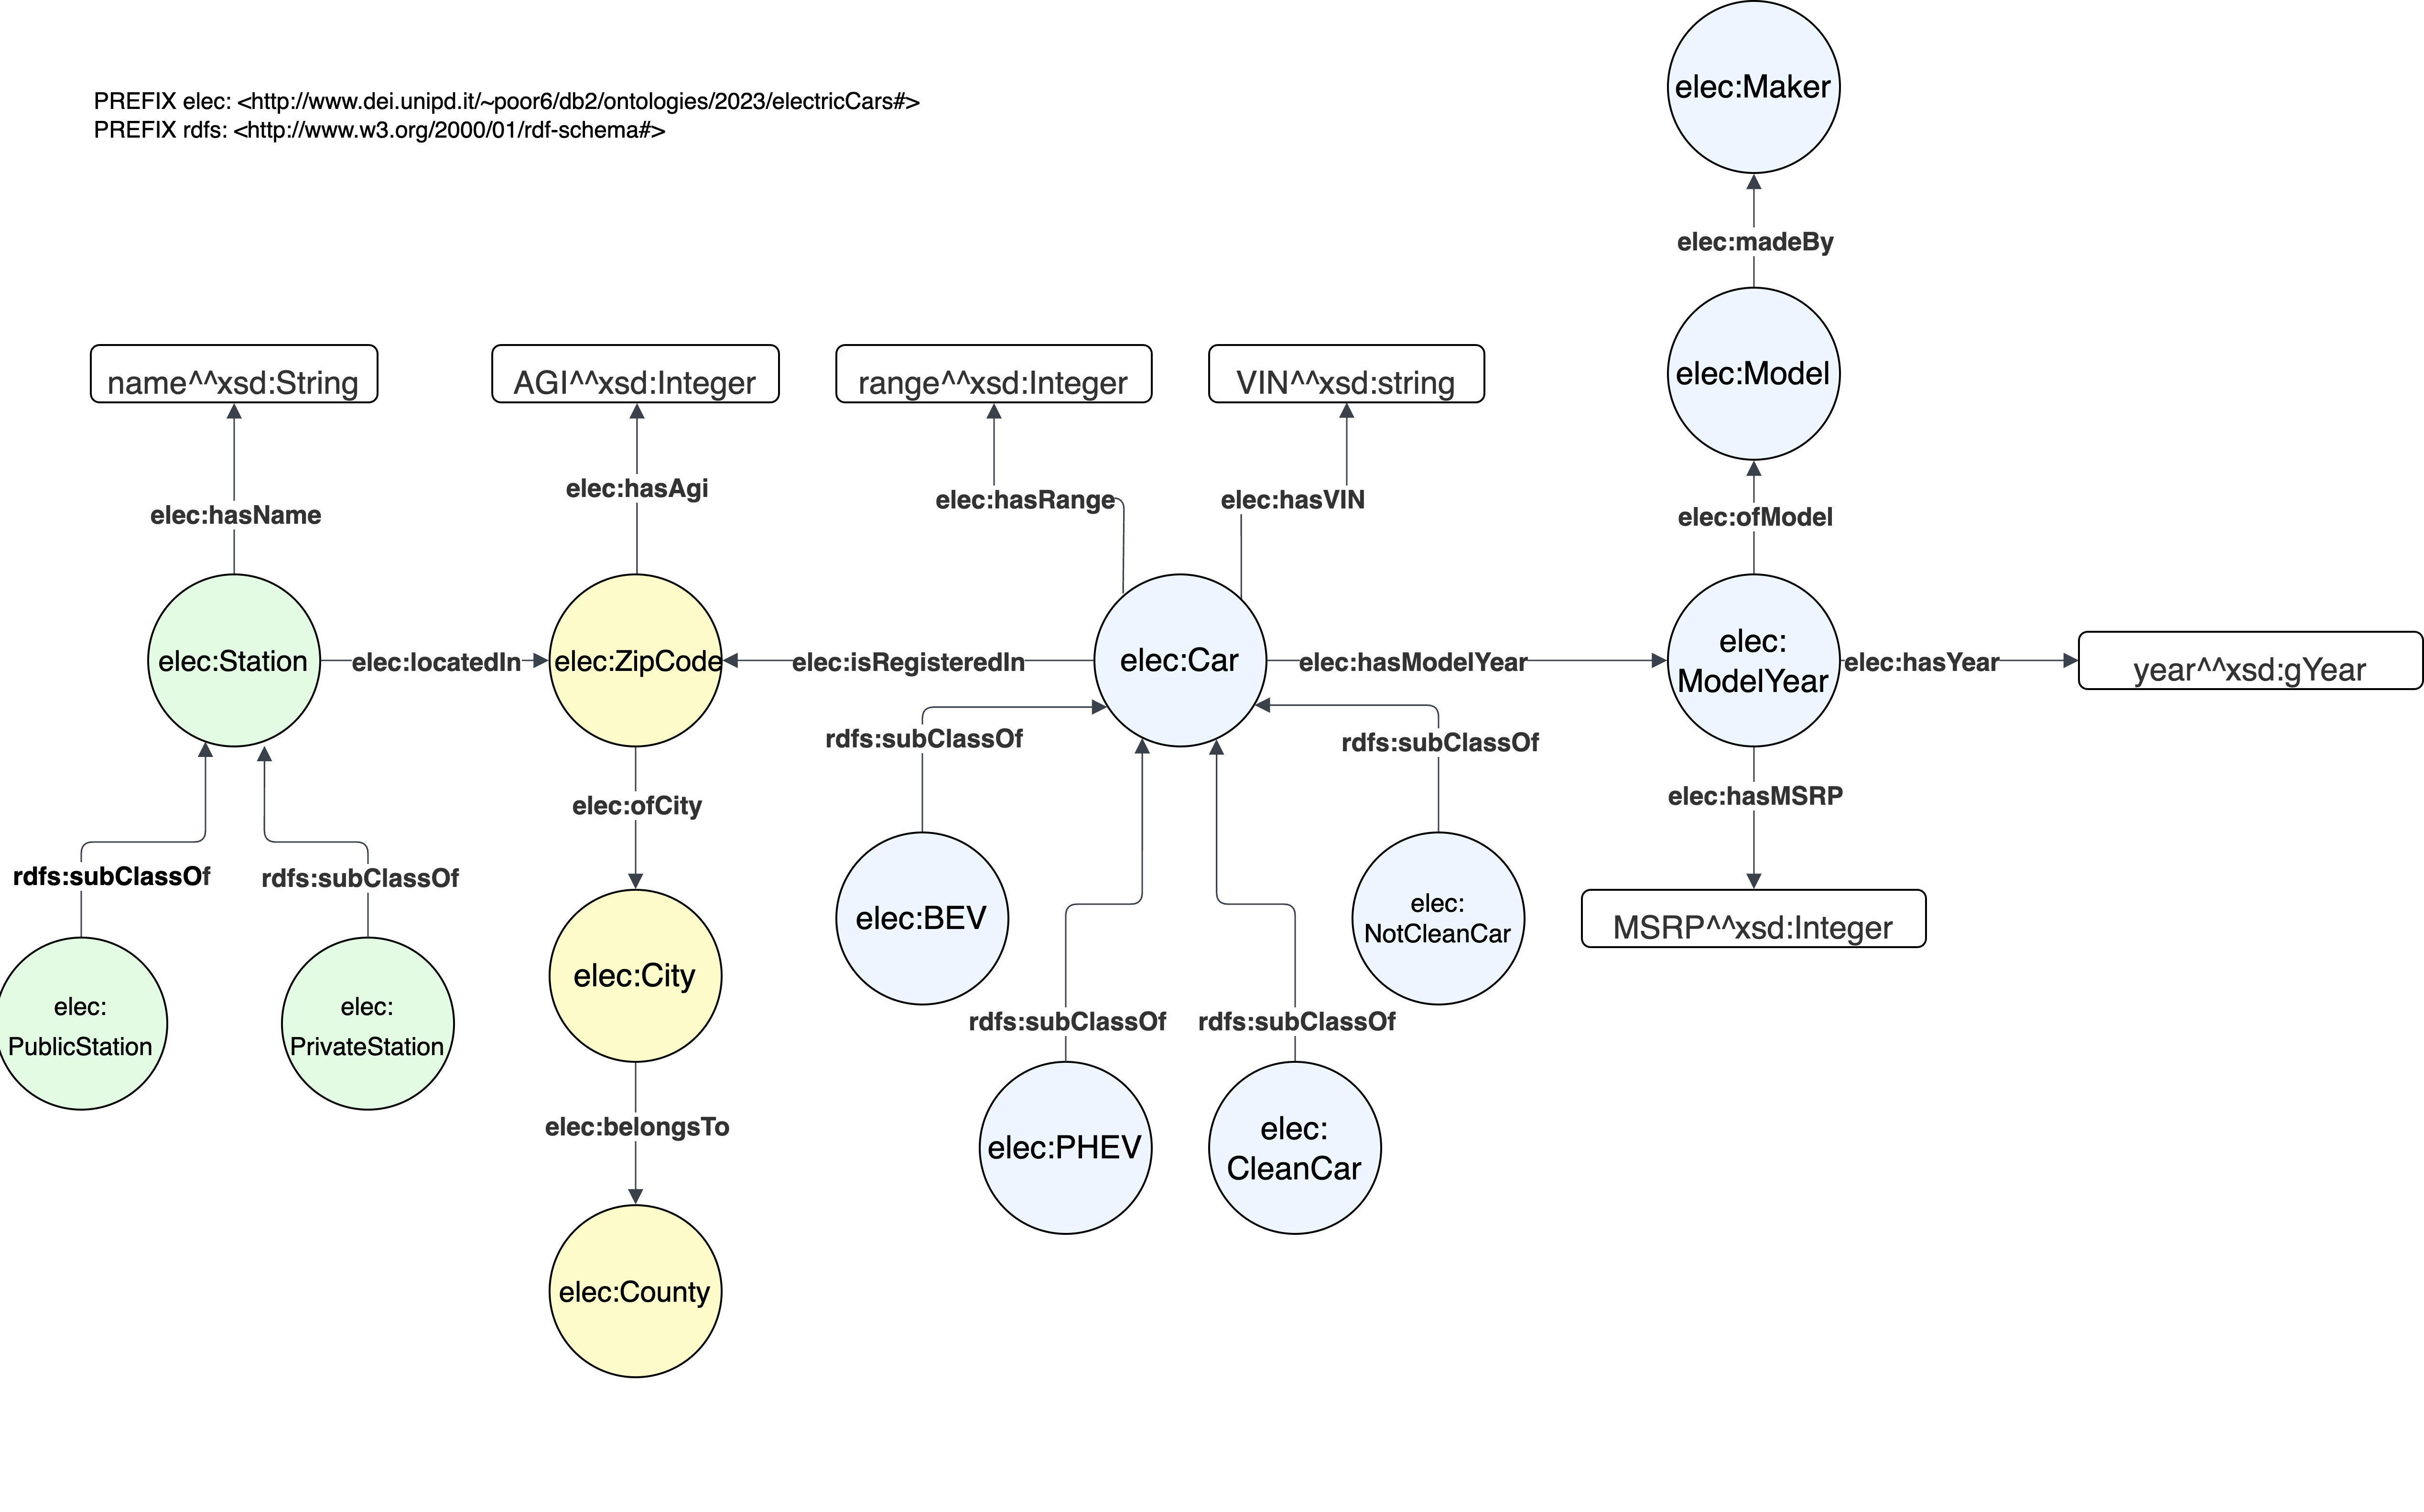 PREFIX elec: <http://www.dei.unipd.it/~poor6/db2/ontologies/2023/electricCars#>
PREFIX rdfs: <http://www.w3.org/2000/01/rdf-schema#>
elec:Maker
elec:madeBy
elec:Model
name^^xsd:String
AGI^^xsd:Integer
range^^xsd:Integer
VIN^^xsd:string
elec:hasName
elec:hasAgi
elec:hasRange
elec:hasVIN
elec:ofModel
elec:Station
elec:locatedIn
elec:ZipCode
elec:isRegisteredIn
elec:Car
elec:hasModelYear
elec:
ModelYear
elec:hasYear
year^^xsd:gYear
rdfs:subClassOf
rdfs:subClassOf
elec:ofCity
elec:hasMSRP
rdfs:subClassOf
rdfs:subClassOf
elec:BEV
elec:
NotCleanCar
MSRP^^xsd:Integer
elec:
PublicStation
elec:
PrivateStation
elec:City
rdfs:subClassOf
rdfs:subClassOf
elec:belongsTo
elec:PHEV
elec:
CleanCar
elec:County